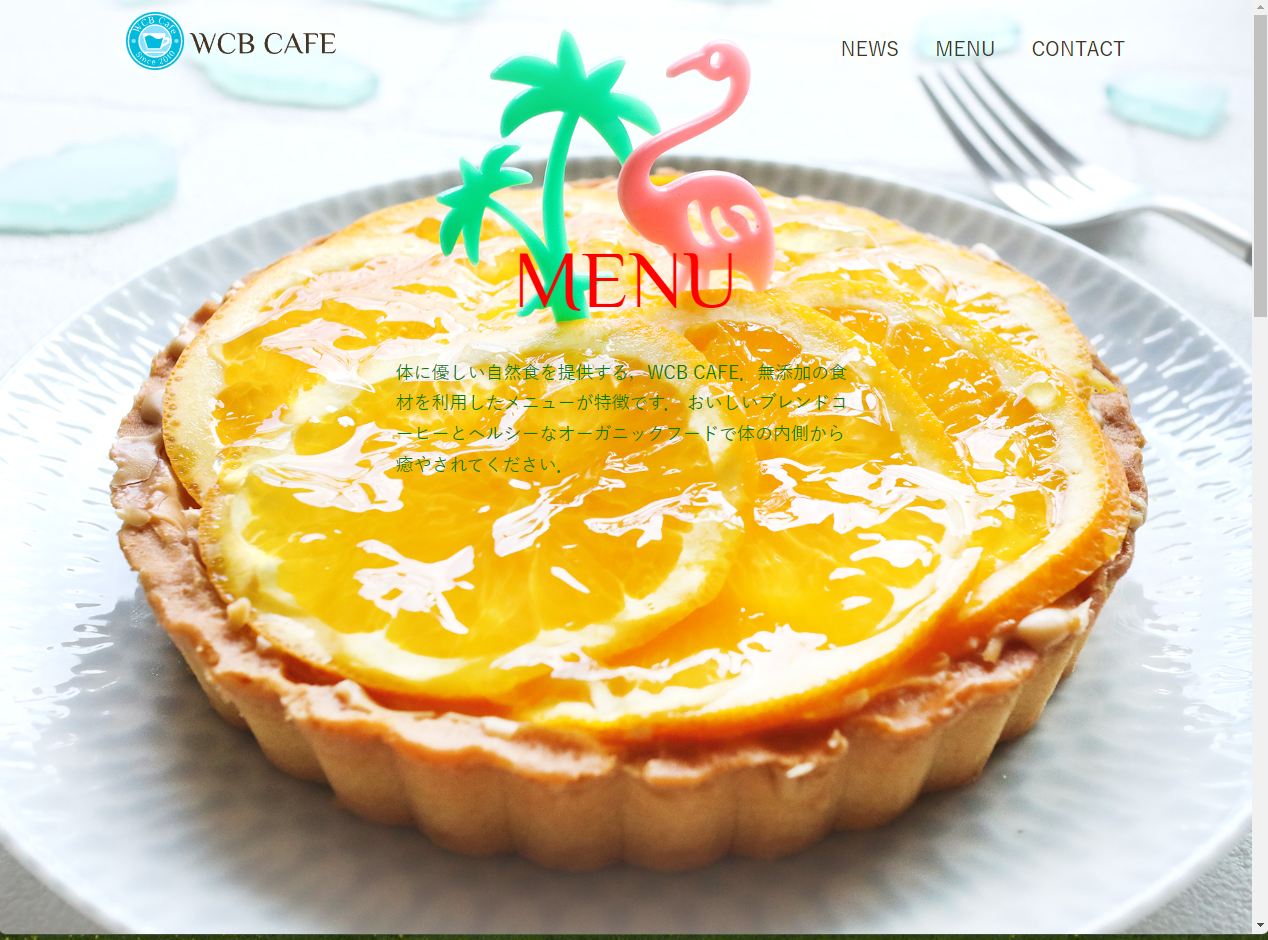 WCB Cafe
Since 2010
WCB CAFE
NEWS MENU CONTACT
MENU
体に優しい自然食を提供する，WCB CAFE．無添加の食
材を利用したメニューが特徴です． おいしいブレンドコ
ーヒーとヘルシーなオーガニックフードで体の内側から
癒やされてください．